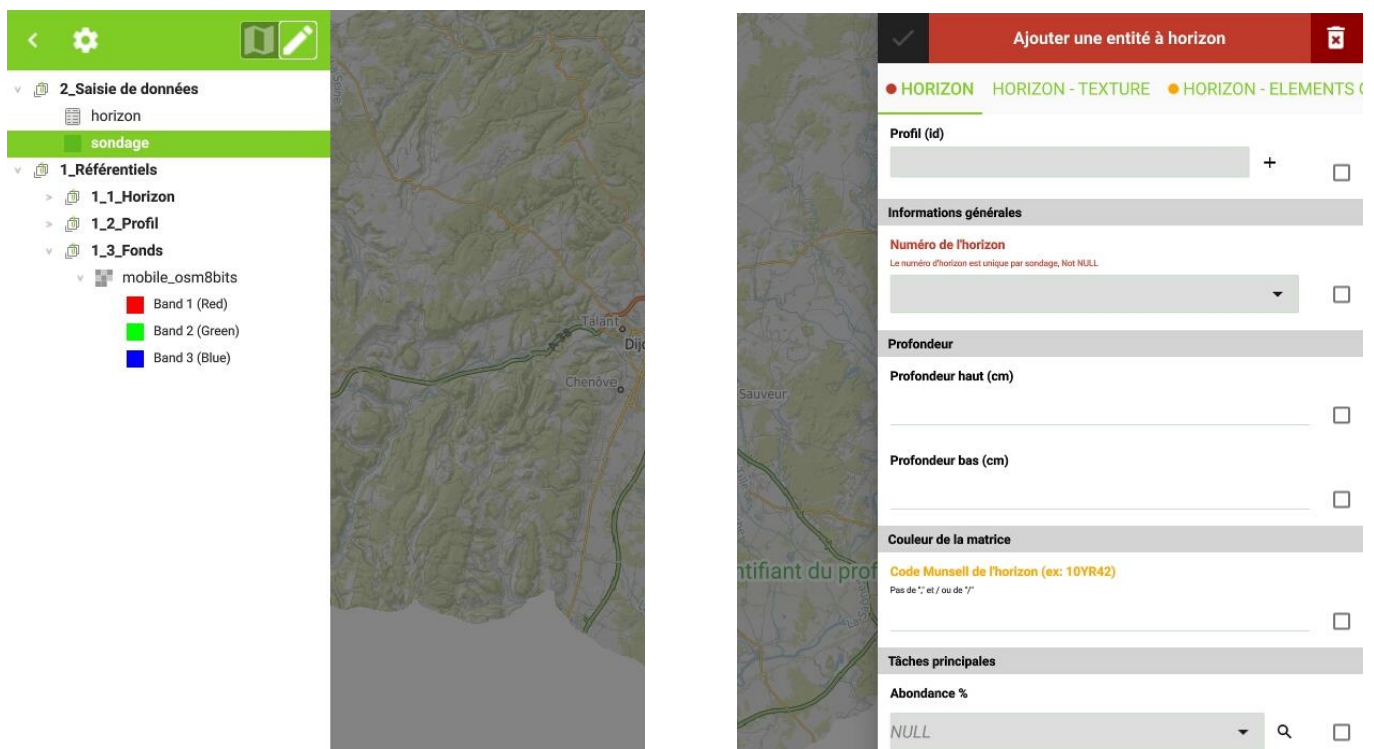 2_Saisie de données
horizon
sondage
1_Référentiels
1_1_Horizon
1_2_Profil
1_3_Fonds
mobile_osm8bits
Band 1 (Red)
Band 2 (Green)
Band 3 (Blue)
Talant
Dijo
Chenôve
Ajouter une entité à horizon
HORIZON HORIZON - TEXTURE HORIZON - ELEMENTS
Profil (id)
Informations générales
Numéro de l'horizon
Le numéro d'horizon est unique par sondage, Not NULL
Profondeur
Profondeur haut (cm)
Sauveur
Profondeur bas (cm)
Couleur de la matrice
ntifiant du prof
Code Munsell de l'horizon (ex: 10YR42)
Pas de "," et / ou de "/"
Tâches principales
Abondance %
NULL